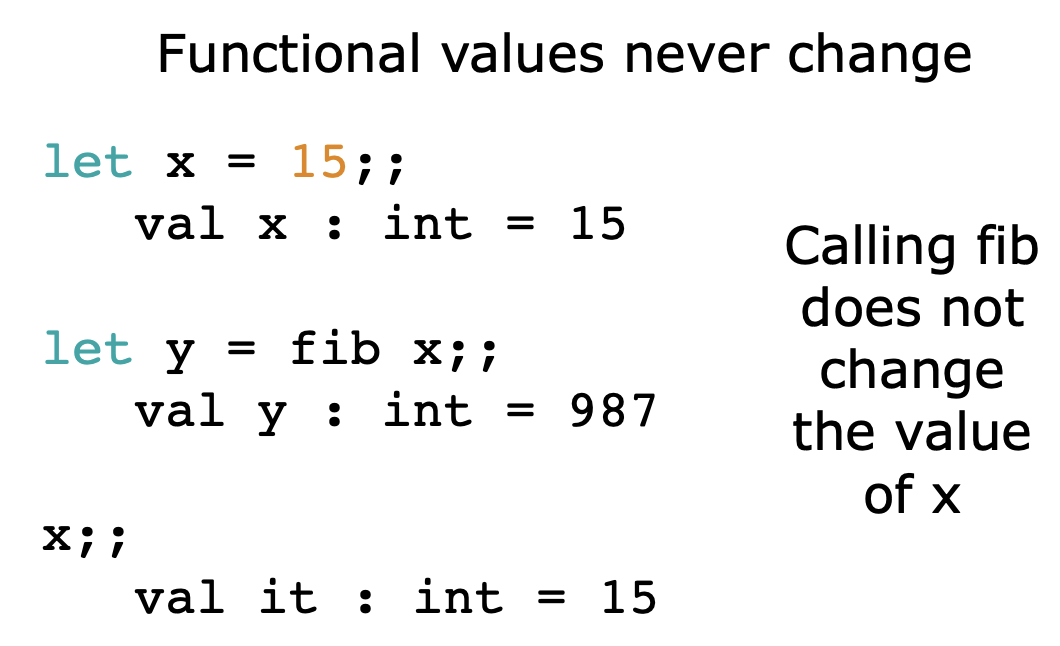 Functional values never change
let x = 15;;
val x : int = 15
let y = fib x;;
val y : int = 987
x;;
val it : int = 15
Calling fib
does not
change
the value
of x